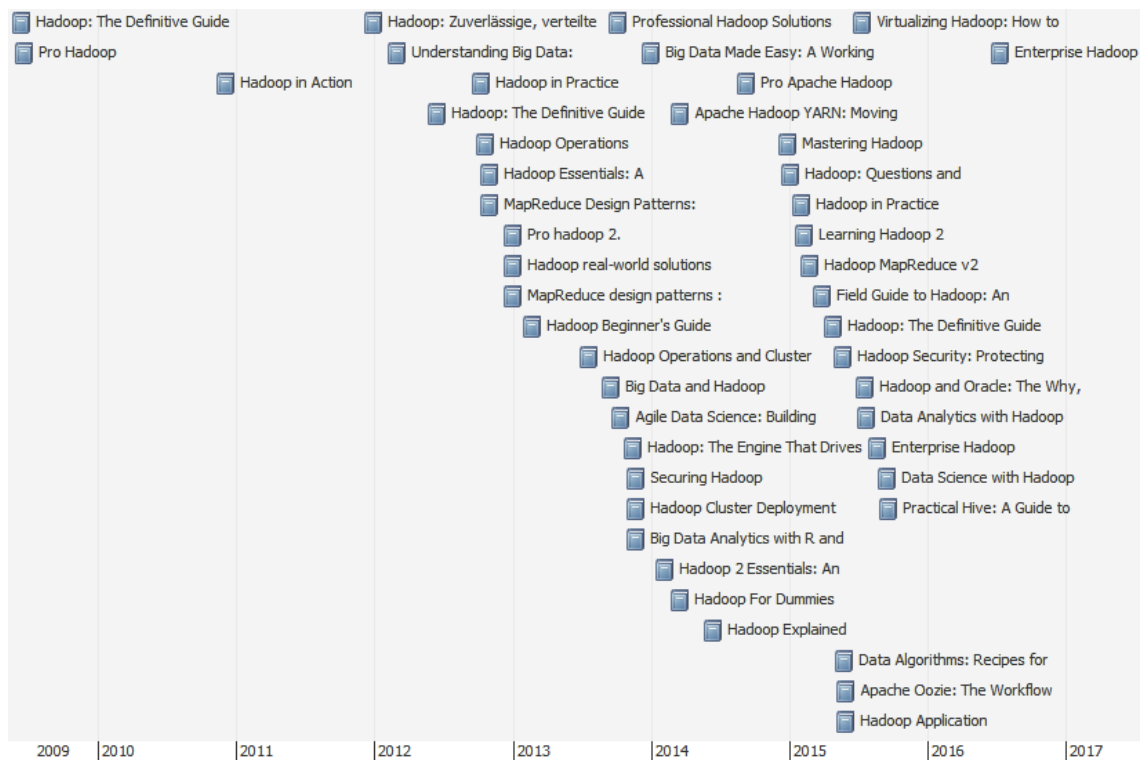 Hadoop: The Definitive Guide Hadoop: Zuverlässige, verteilte Professional Hadoop Solutions Virtualizing Hadoop: How to
Pro Hadoop Understanding Big Data: Big Data Made Easy: A Working Enterprise Hadoop
Hadoop in Action Hadoop in Practice Pro Apache Hadoop
Hadoop: The Definitive Guide Apache Hadoop YARN: Moving
Hadoop Operations Mastering Hadoop
Hadoop Essentials: A Hadoop: Questions and
MapReduce Design Patterns: Hadoop in Practice
Pro hadoop 2. Learning Hadoop 2
Hadoop real-world solutions Hadoop MapReduce v2
MapReduce design patterns : Field Guide to Hadoop: An
Hadoop Beginner's Guide Hadoop: The Definitive Guide
Hadoop Operations and Cluster Hadoop Security: Protecting
Big Data and Hadoop Hadoop and Oracle: The Why,
Agile Data Science: Building Data Analytics with Hadoop
Hadoop: The Engine That Drives Enterprise Hadoop
Securing Hadoop Data Science with Hadoop
Hadoop Cluster Deployment Practical Hive: A Guide to
Big Data Analytics with R and
Hadoop 2 Essentials: An
Hadoop For Dummies
Hadoop Explained
Data Algorithms: Recipes for
Apache Oozie: The Workflow
Hadoop Application
2009 2010 2011 2012 2013 2014 2015 2016 2017